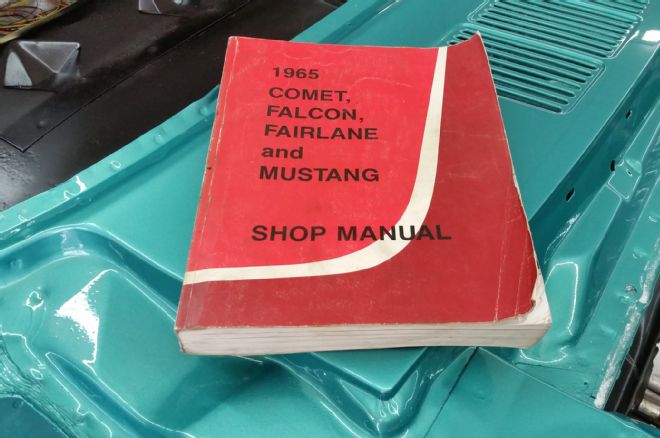 1965
COMET,
FALCON,
FAIRLANE
and
MUSTANG
SHOP MANUAL